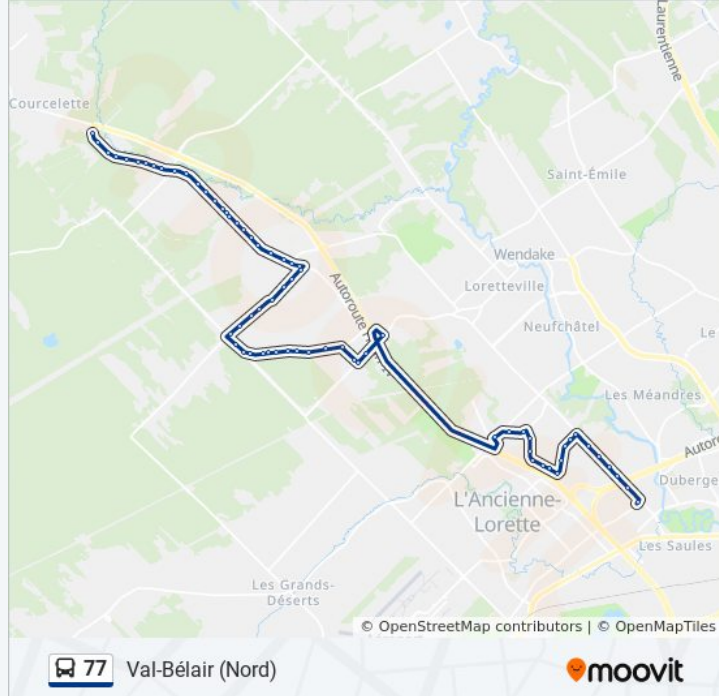 Laurentienne
Courcelette
Saint-Émile
Wendake
Loretteville
Autoroute
Neufchâtel
Le
Les Méandres
Autoro
Duberge
L'Ancienne-
Lorette
Les Saules
Les Grands-
Déserts
© OpenStreetMap contributors | © OpenMapTiles
77 Val-Bélair (Nord)
moovit